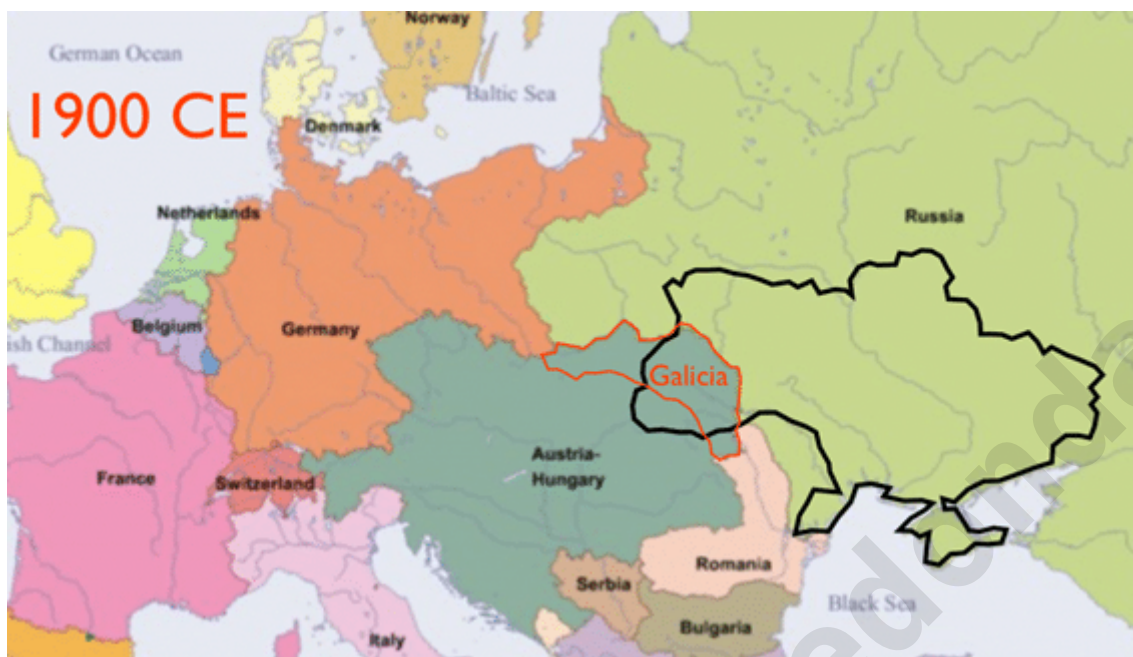 Norway
German Ocean
1900 CE
Baltic Sea
Denmark
Netherlands
Russia
Belgium
Germany
ish Channel
Galicia
Austria-
Hungary
France
Switzerland
Romania
Serbia
Black Sea
Bulgaria
Italy